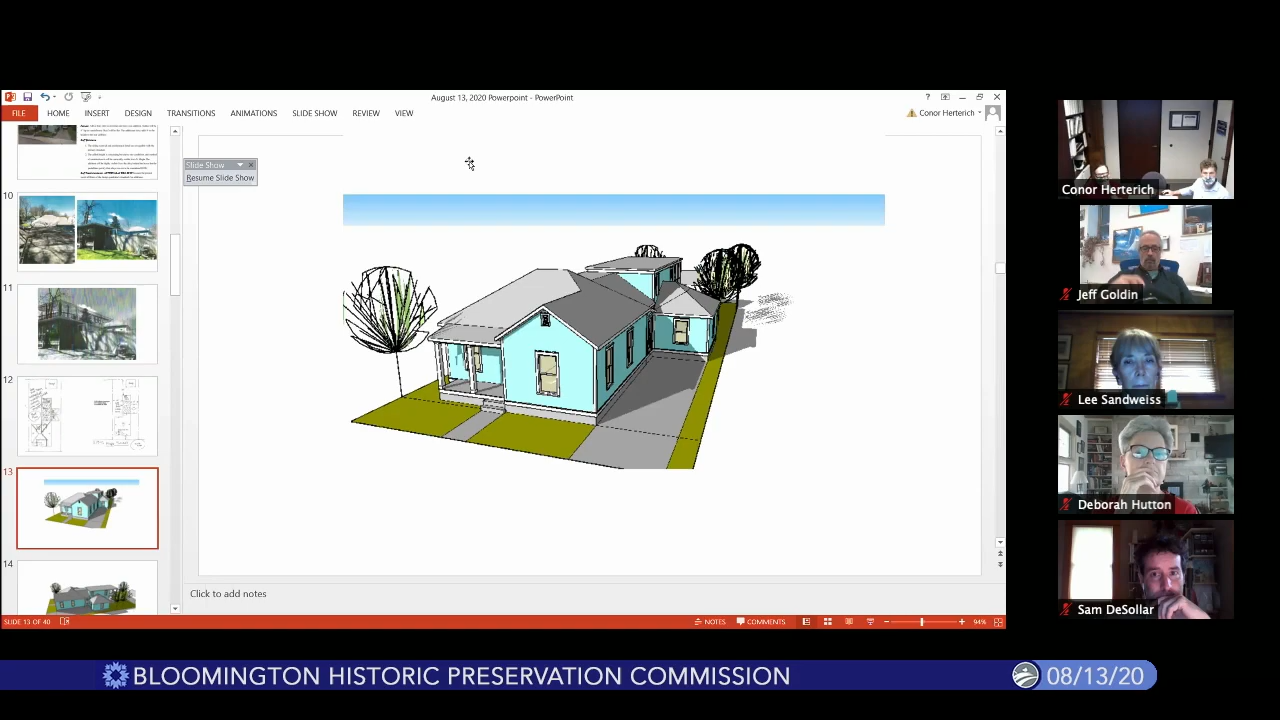 August 13, 2020 Powerpoint - PowerPoint
?
FILE HOME INSERT DESIGN TRANSITIONS ANIMATIONS SLIDE SHOW REVIEW VIEW
Conor Herterich
Slide Show
Resume Slide Show
10
11
12
13
14
Click to add notes
SLIDE 13 OF 40
NOTES COMMENTS
94%
Conor Herterich
Jeff Goldin
Lee Sandweiss
Deborah Hutton
Sam DeSollar
BLOOMINGTON HISTORIC PRESERVATION COMMISSION
08/13/20